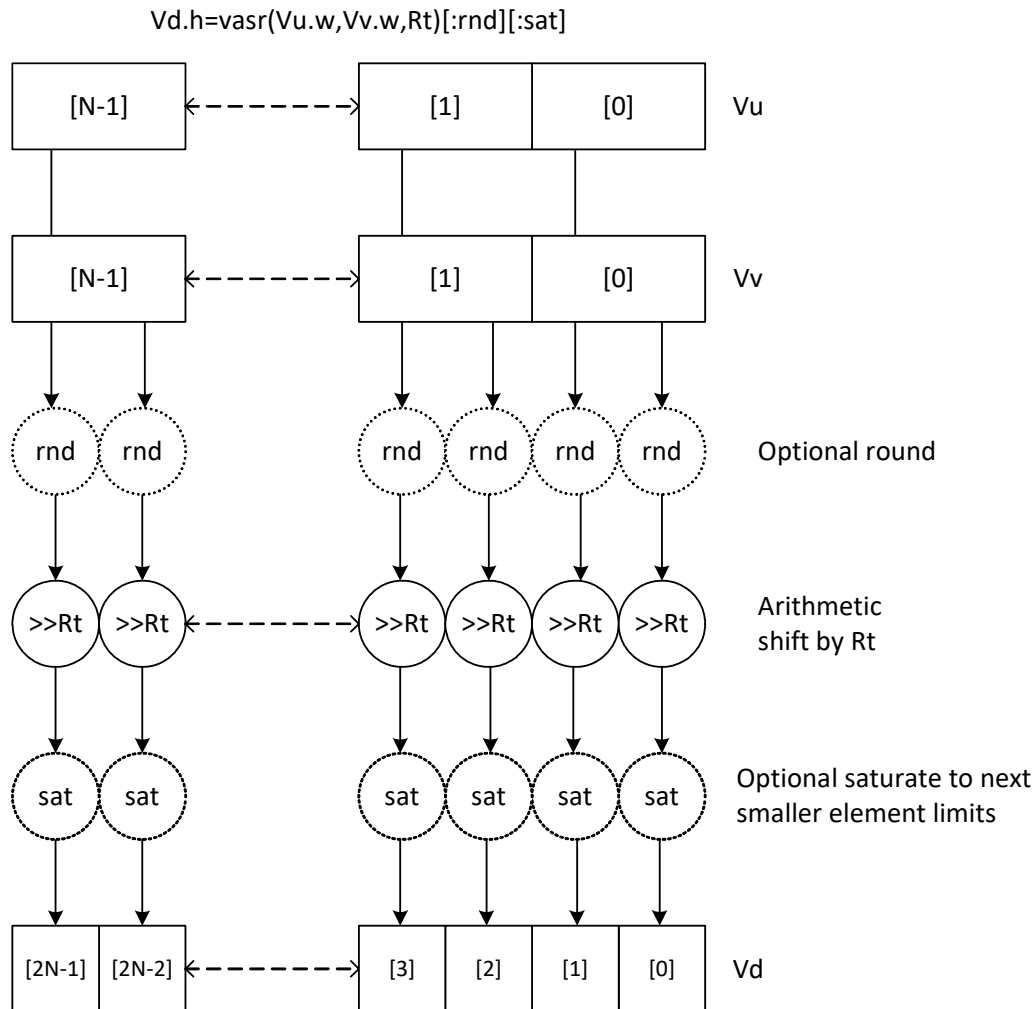 Vd.h=vasr(Vu.w,Vv.w,Rt)[:rnd][:sat]
[N-1] [1] [0] Vu
[N-1] [1] [0] Vv
rnd rnd rnd rnd rnd rnd Optional round
>>Rt >>Rt >>Rt >>Rt >>Rt >>Rt Arithmetic
shift by Rt
sat sat sat sat sat sat Optional saturate to next
smaller element limits
[2N-1] [2N-2] [3] [2] [1] [0] Vd